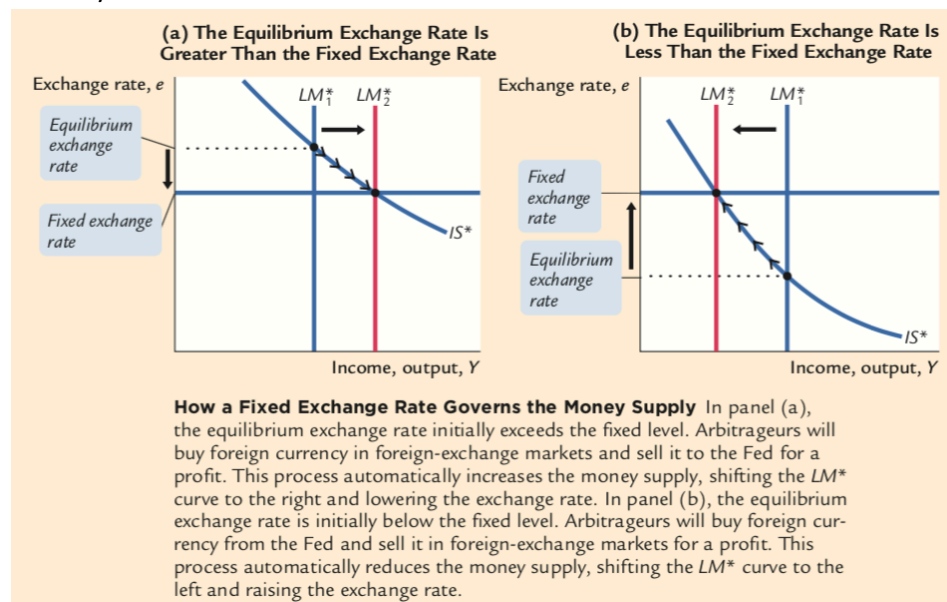 (a) The Equilibrium Exchange Rate Is
Greater Than the Fixed Exchange Rate
Exchange rate, e
LM*1
LM*2
Equilibrium
exchange
rate
Fixed exchange
rate
IS*
Income, output, Y
(b) The Equilibrium Exchange Rate Is
Less Than the Fixed Exchange Rate
Exchange rate, e
LM*2
LM*1
Fixed
exchange
rate
Equilibrium
exchange
rate
IS*
Income, output, Y
How a Fixed Exchange Rate Governs the Money Supply In panel (a),
the equilibrium exchange rate initially exceeds the fixed level. Arbitrageurs will
buy foreign currency in foreign-exchange markets and sell it to the Fed for a
profit. This process automatically increases the money supply, shifting the LM*
curve to the right and lowering the exchange rate. In panel (b), the equilibrium
exchange rate is initially below the fixed level. Arbitrageurs will buy foreign cur-
rency from the Fed and sell it in foreign-exchange markets for a profit. This
process automatically reduces the money supply, shifting the LM* curve to the
left and raising the exchange rate.